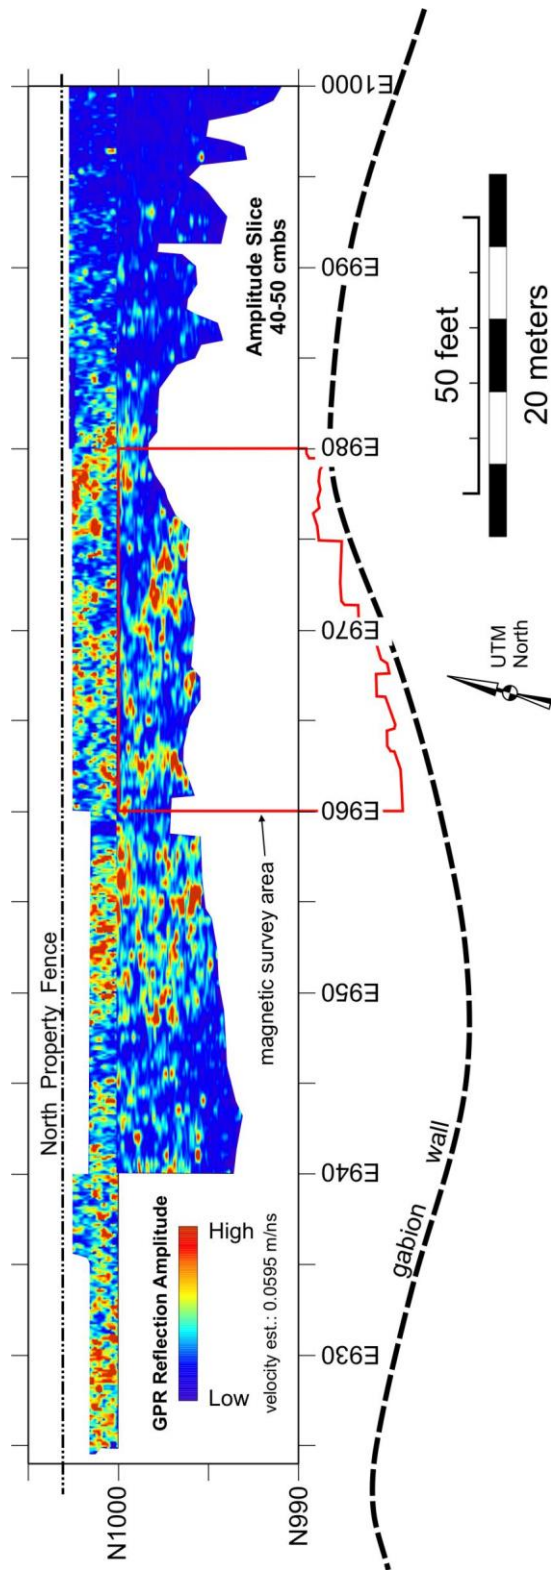 North Property Fence
N1000
N990
GPR Reflection Amplitude
Low
High
velocity est.: 0.0595 m/ns
Amplitude Slice
40-50 cmbs
magnetic survey area
E930
E940
E950
E960
E970
E980
E990
E1000
gabion wall
UTM
North
50 feet
20 meters